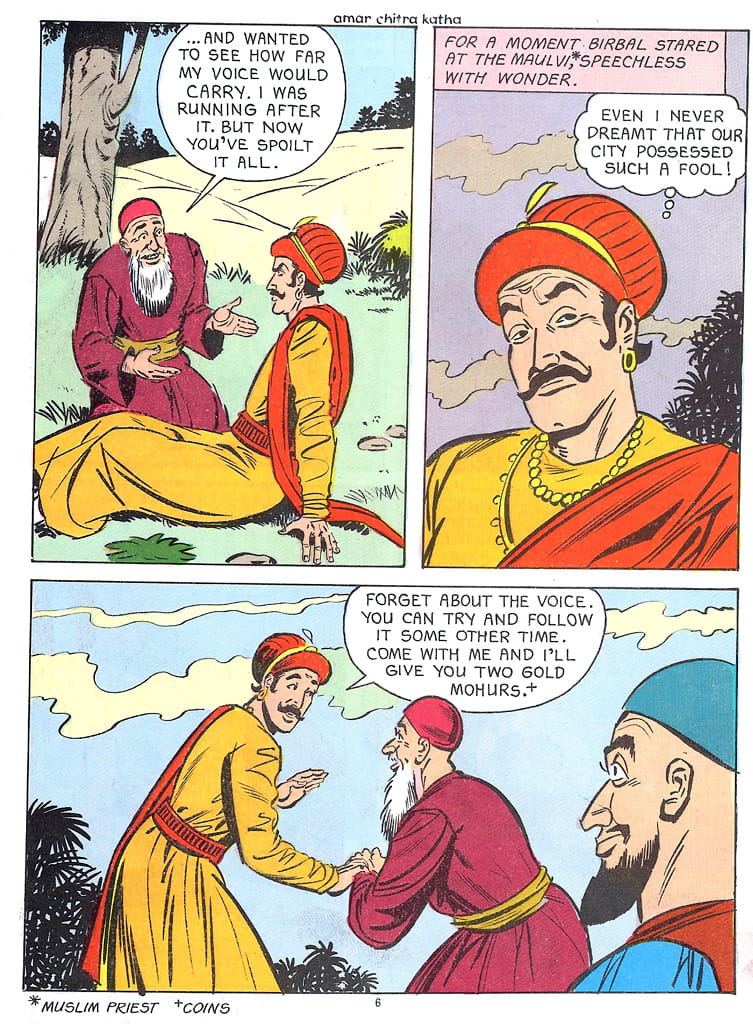 amar chitra katha
...AND WANTED
TO SEE HOW FAR
MY VOICE WOULD
CARRY. I WAS
RUNNING AFTER
IT. BUT NOW
YOU'VE SPOILT
IT ALL.
FOR A MOMENT BIRBAL STARED
AT THE MAULVI,* SPEECHLESS
WITH WONDER.
EVEN I NEVER
DREAMT THAT OUR
CITY POSSESSED
SUCH A FOOL!
FORGET ABOUT THE VOICE.
YOU CAN TRY AND FOLLOW
IT SOME OTHER TIME.
COME WITH ME AND I'LL
GIVE YOU TWO GOLD
MOHURS.+
*MUSLIM PRIEST +COINS
6